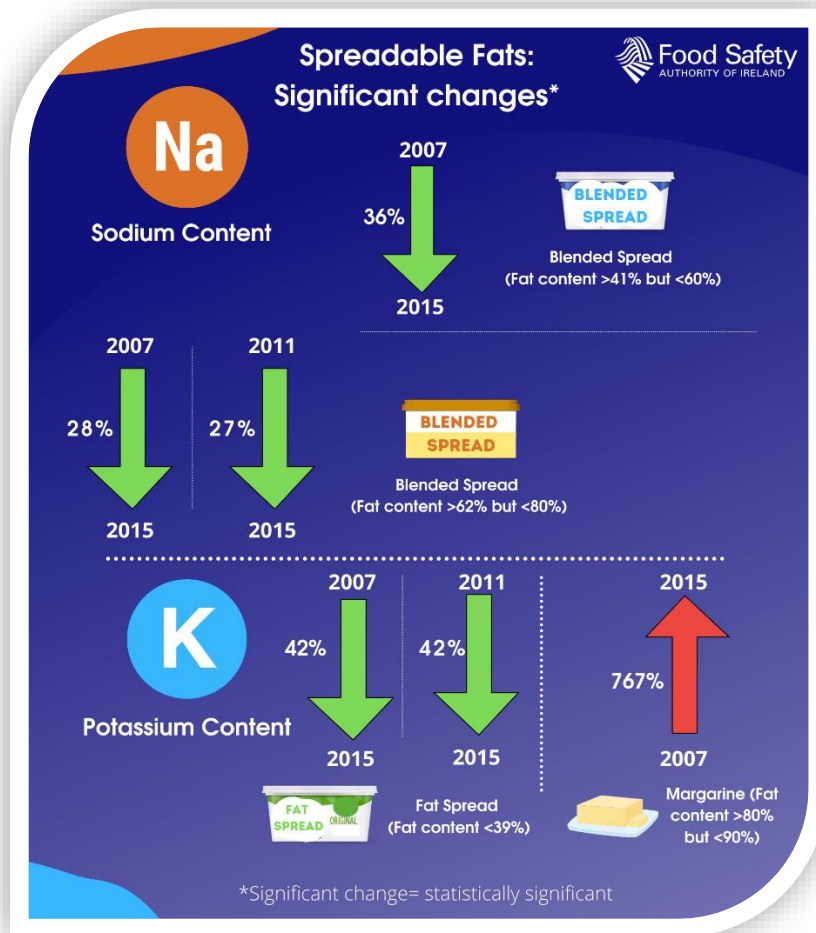 Spreadable Fats:
Significant changes*
Food Safety
AUTHORITY OF IRELAND
Na
Sodium Content
2007
36%
2015
BLENDED
SPREAD
Blended Spread
(Fat content >41% but <60%)
2007
28%
2015
2011
27%
2015
BLENDED
SPREAD
Blended Spread
(Fat content >62% but <80%)
K
Potassium Content
2007
42%
2015
2011
42%
2015
FAT
SPREAD
ORIGINAL
Fat Spread
(Fat content <39%)
2015
767%
2007
Margarine (Fat
content >80%
but <90%)
*Significant change= statistically significant